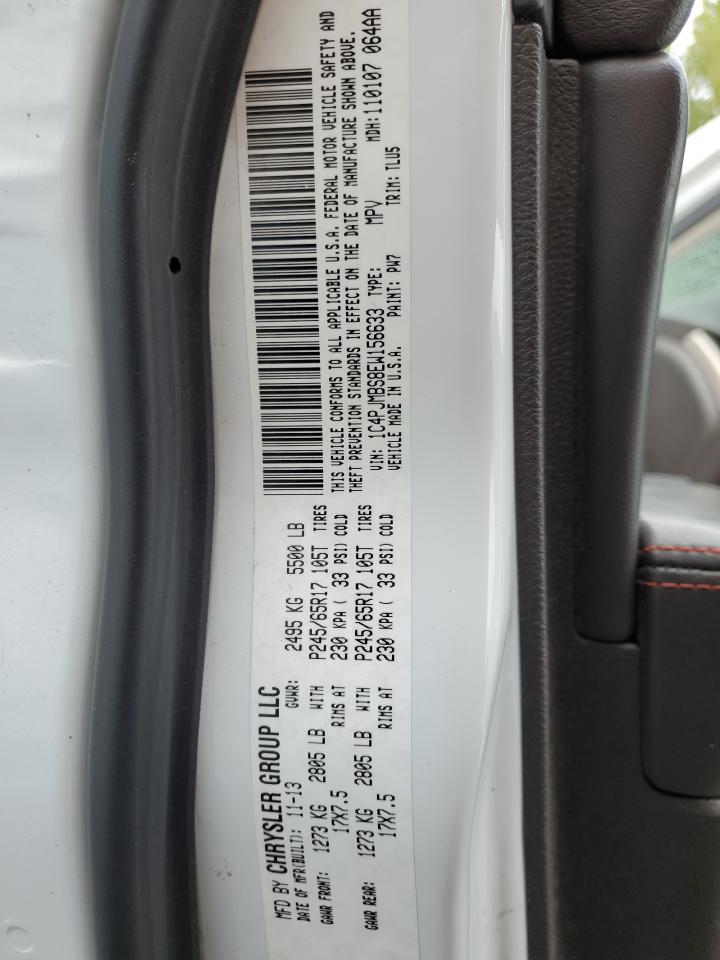 MFD BY CHRYSLER GROUP LLC
DATE OF MFR(BUILT): 11-13 GVWR: 2495 KG 5500 LB
GAWR FRONT: 1273 KG 2805 LB WITH P245/65R17 105T TIRES
17X7.5 RIMS AT 230 KPA ( 33 PSI) COLD
GAWR REAR: 1273 KG 2805 LB WITH P245/65R17 105T TIRES
17X7.5 RIMS AT 230 KPA ( 33 PSI) COLD
THIS VEHICLE CONFORMS TO ALL APPLICABLE U.S.A. FEDERAL MOTOR VEHICLE SAFETY AND
THEFT PREVENTION STANDARDS IN EFFECT ON THE DATE OF MANUFACTURE SHOWN ABOVE.
VIN: 1C4PJMBS8EW156633 TYPE: MPV MDH:110107 064AA
VEHICLE MADE IN U.S.A. PAINT: PW7 TRIM: TLU5